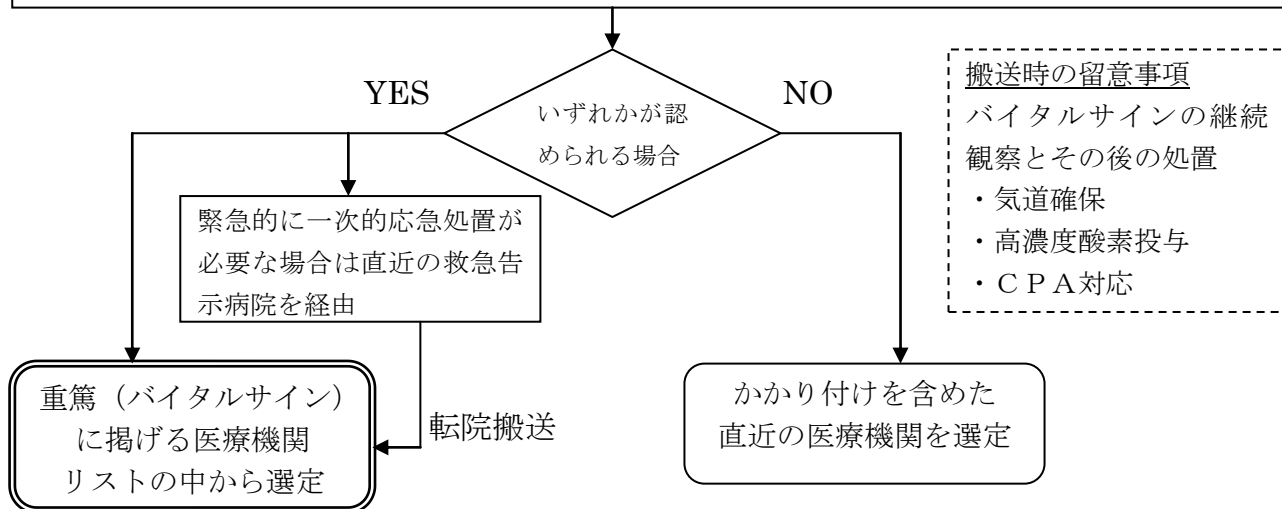 YES
NO
いずれかが認
められる場合
搬送時の留意事項
バイタルサインの継続
観察とその後の処置
・気道確保
・高濃度酸素投与
・ＣＰＡ対応
緊急的に一次的応急処置が
必要な場合は直近の救急告
示病院を経由
重篤（バイタルサイン）
に掲げる医療機関
リストの中から選定
転院搬送
かかり付けを含めた
直近の医療機関を選定